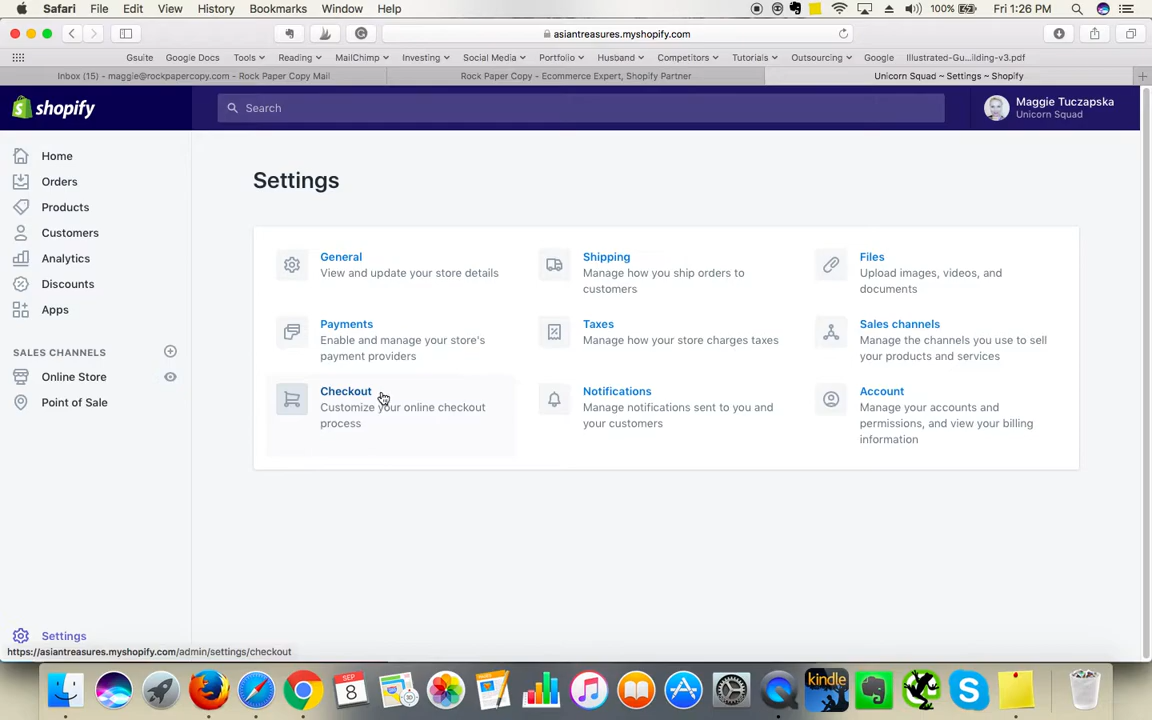 Safari File Edit View History Bookmarks Window Help 100% Fri 1:26 PM
asiantreasures.myshopify.com
Gsuite Google Docs Tools Reading MailChimp Investing Social Media Portfolio Husband Competitors Tutorials Outsourcing Google Illustrated-Gu...ilding-v3.pdf
Inbox (15) - maggie@rockpapercopy.com - Rock Paper Copy Mail Rock Paper Copy - Ecommerce Expert, Shopify Partner Unicorn Squad ~ Settings ~ Shopify
shopify
Search
Maggie Tuczapska
Unicorn Squad
Home
Orders
Products
Customers
Analytics
Discounts
Apps
SALES CHANNELS
Online Store
Point of Sale
Settings
Settings
General
View and update your store details
Shipping
Manage how you ship orders to
customers
Files
Upload images, videos, and
documents
Payments
Enable and manage your store's
payment providers
Taxes
Manage how your store charges taxes
Sales channels
Manage the channels you use to sell
your products and services
Checkout
Customize your online checkout
process
Notifications
Manage notifications sent to you and
your customers
Account
Manage your accounts and
permissions, and view your billing
information
https://asiantreasures.myshopify.com/admin/settings/checkout
SEP
8
kindle